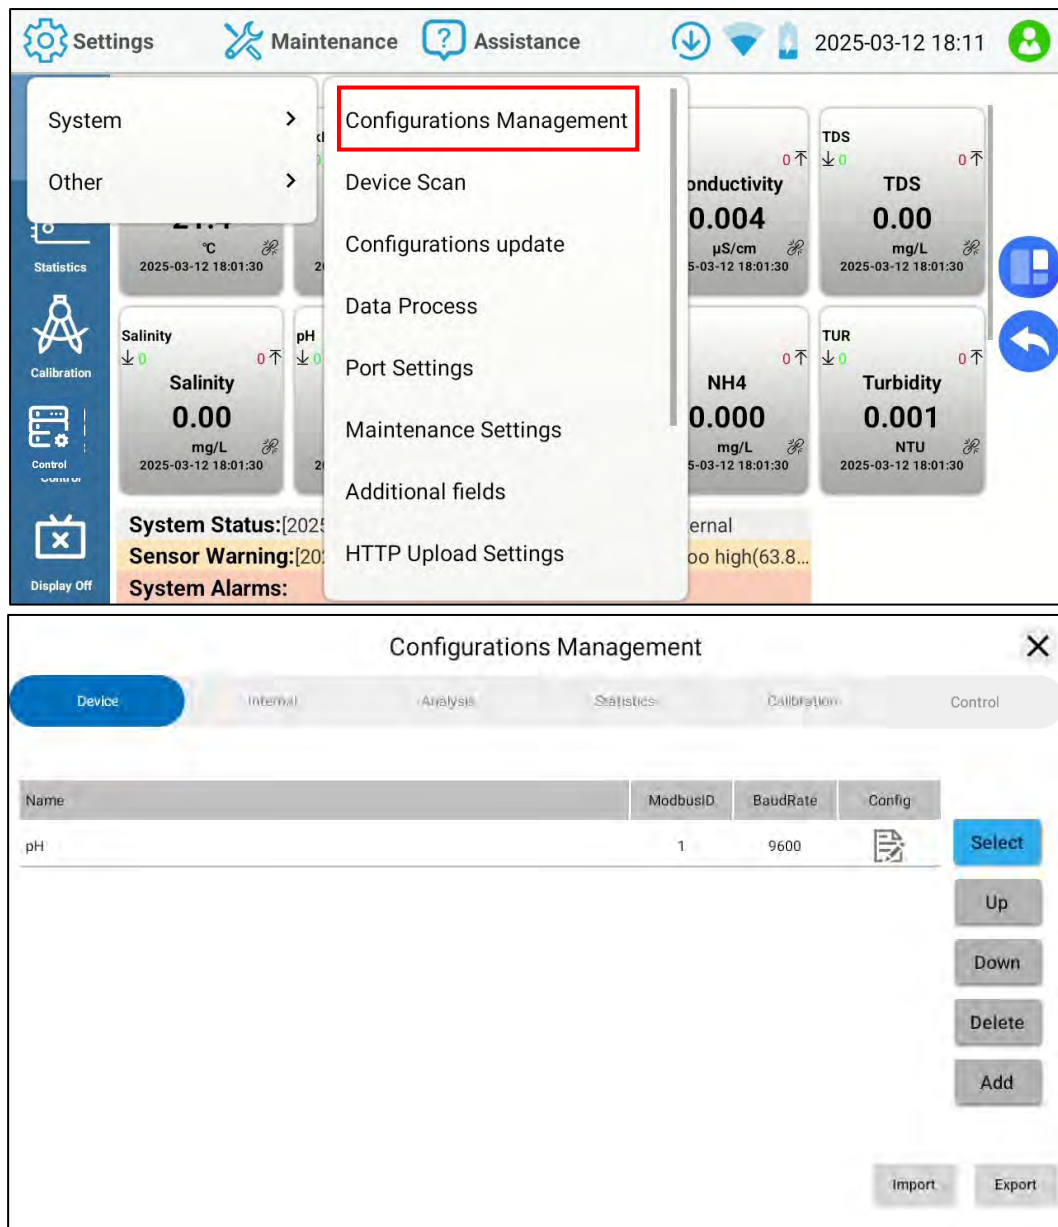 Settings Maintenance Assistance 2025-03-12 18:11
System
Other
Configurations Management
Device Scan
Configurations update
Data Process
Port Settings
Maintenance Settings
Additional fields
HTTP Upload Settings
Statistics
Calibration
Control
Display Off
℃
2025-03-12 18:01:30
0
onductivity
0.004
µS/cm
5-03-12 18:01:30
TDS
0 0
TDS
0.00
mg/L
2025-03-12 18:01:30
Salinity
0 0
Salinity
0.00
mg/L
2025-03-12 18:01:30
pH
0
NH4
0.000
mg/L
5-03-12 18:01:30
TUR
0 0
Turbidity
0.001
NTU
2025-03-12 18:01:30
System Status:[2025 ernal
Sensor Warning:[20 oo high(63.8...
System Alarms:
Configurations Management
Device Internal Analysis Statistics Calibration Control
Name ModbusID BaudRate Config
pH 1 9600
Select
Up
Down
Delete
Add
Import Export